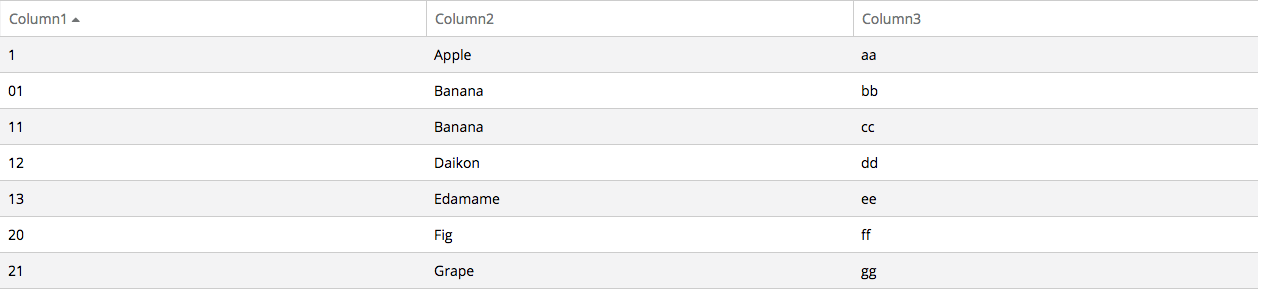 Column1 Column2 Column3
1 Apple aa
01 Banana bb
11 Banana cc
12 Daikon dd
13 Edamame ee
20 Fig ff
21 Grape gg